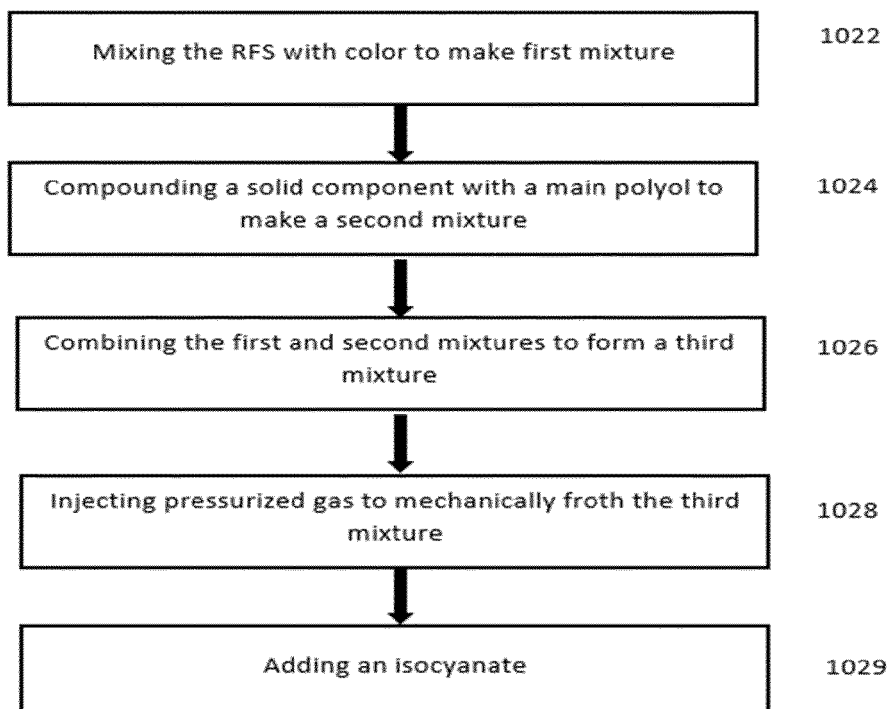 Mixing the RFS with color to make first mixture
1022
Compounding a solid component with a main polyol to
make a second mixture
1024
Combining the first and second mixtures to form a third
mixture
1026
Injecting pressurized gas to mechanically froth the third
mixture
1028
Adding an isocyanate
1029